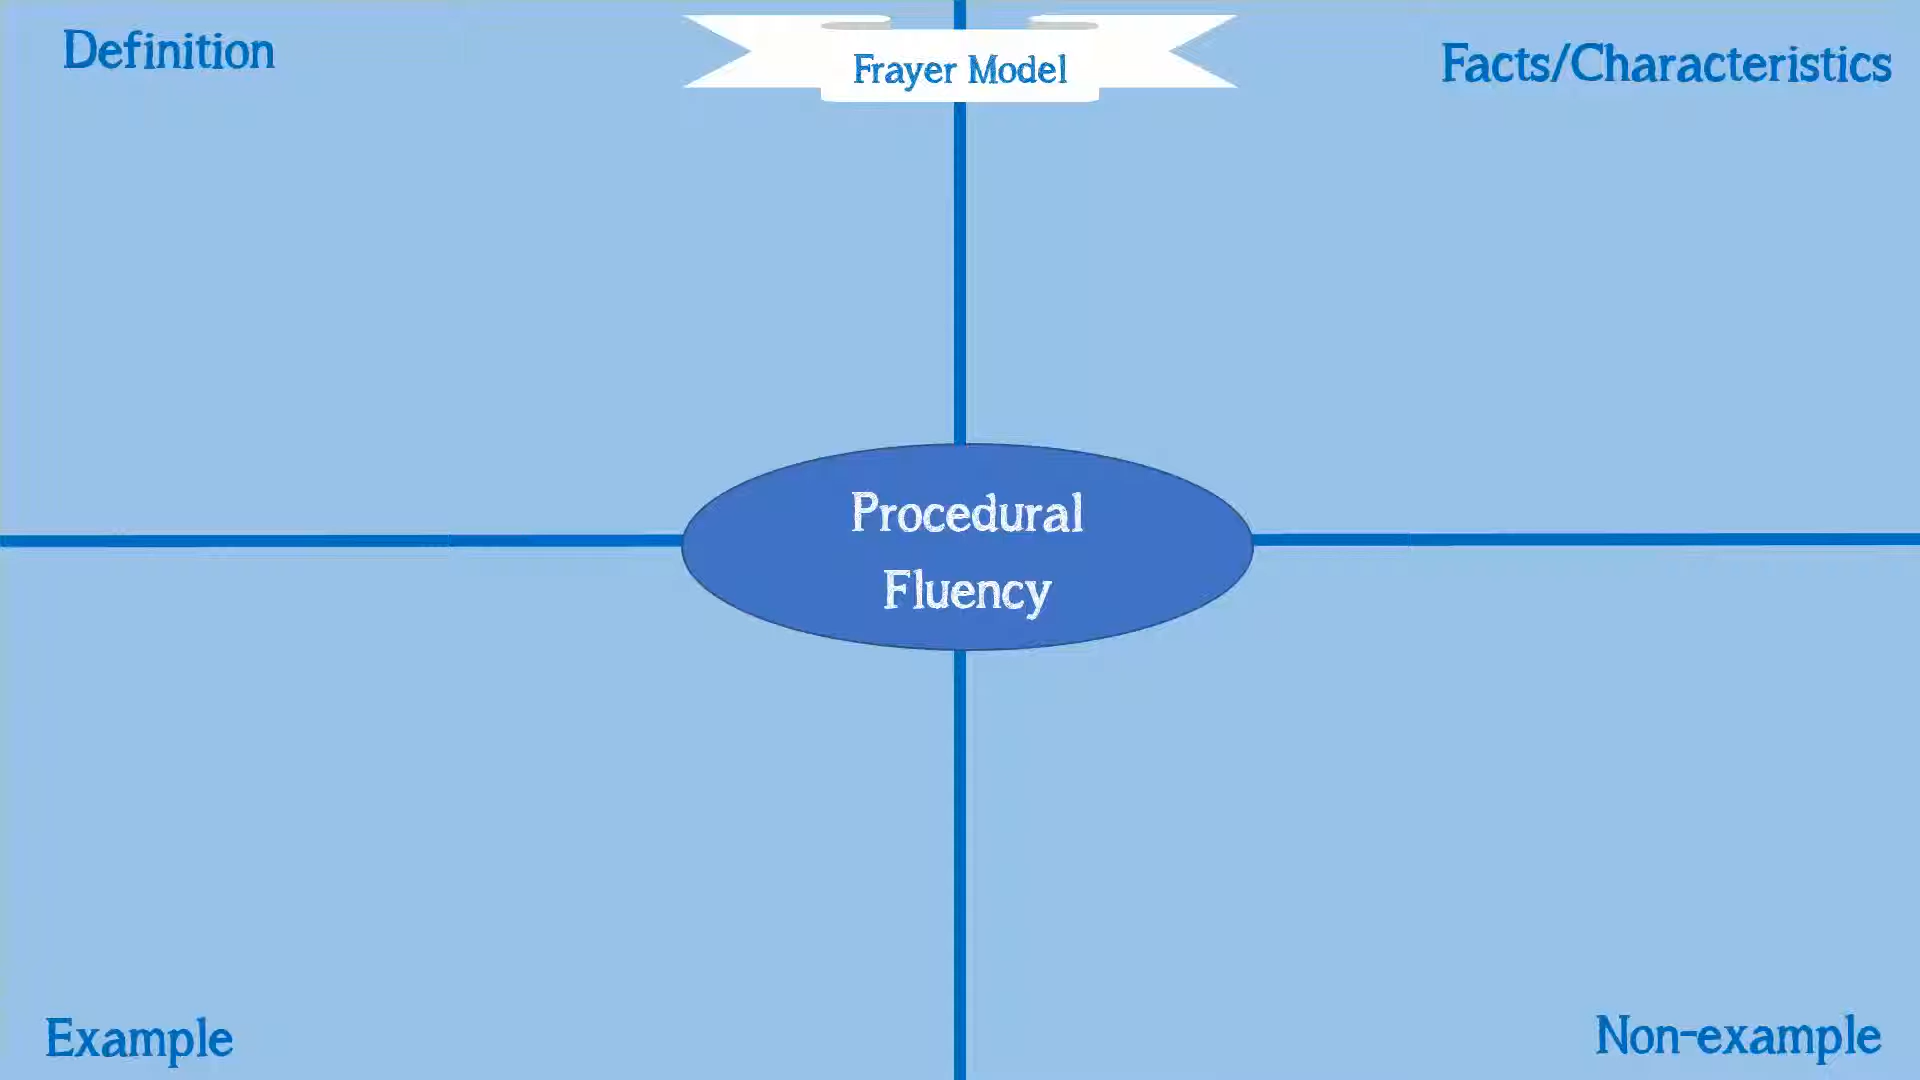 Definition
Frayer Model
Facts/Characteristics
Procedural
Fluency
Example
Non-example